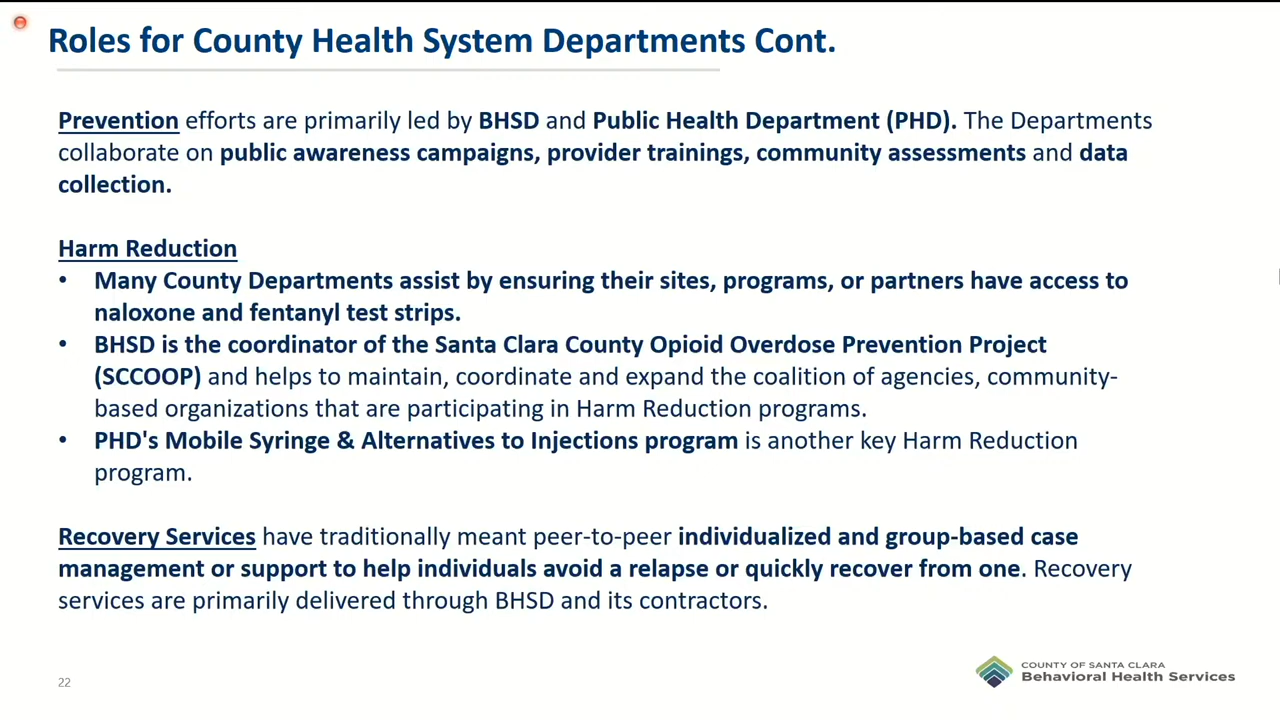 Roles for County Health System Departments Cont.
Prevention efforts are primarily led by BHSD and Public Health Department (PHD). The Departments
collaborate on public awareness campaigns, provider trainings, community assessments and data
collection.
Harm Reduction
• Many County Departments assist by ensuring their sites, programs, or partners have access to
naloxone and fentanyl test strips.
• BHSD is the coordinator of the Santa Clara County Opioid Overdose Prevention Project
(SCCOOP) and helps to maintain, coordinate and expand the coalition of agencies, community-
based organizations that are participating in Harm Reduction programs.
• PHD's Mobile Syringe & Alternatives to Injections program is another key Harm Reduction
program.
Recovery Services have traditionally meant peer-to-peer individualized and group-based case
management or support to help individuals avoid a relapse or quickly recover from one. Recovery
services are primarily delivered through BHSD and its contractors.
22
COUNTY OF SANTA CLARA
Behavioral Health Services